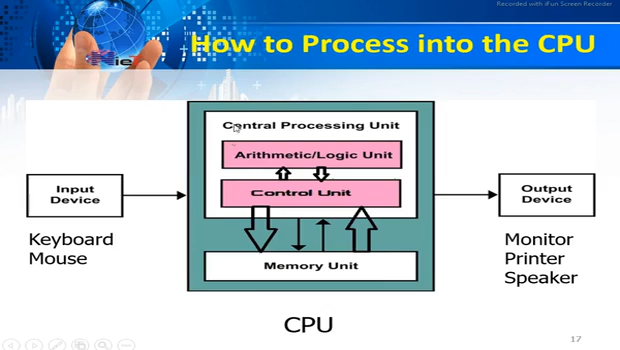 Recorded with iFun Screen Recorder
How to Process into the CPU
Central Processing Unit
Arithmetic/Logic Unit
Control Unit
Input
Device
Output
Device
Keyboard
Mouse
Monitor
Printer
Speaker
Memory Unit
CPU
17